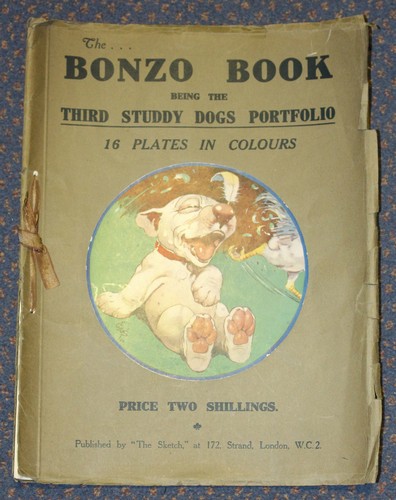 The...
BONZO BOOK
BEING THE
THIRD STUDDY DOGS PORTFOLIO
16 PLATES IN COLOURS
PRICE TWO SHILLINGS.
Published by "The Sketch," at 172, Strand, London, W.C.2.